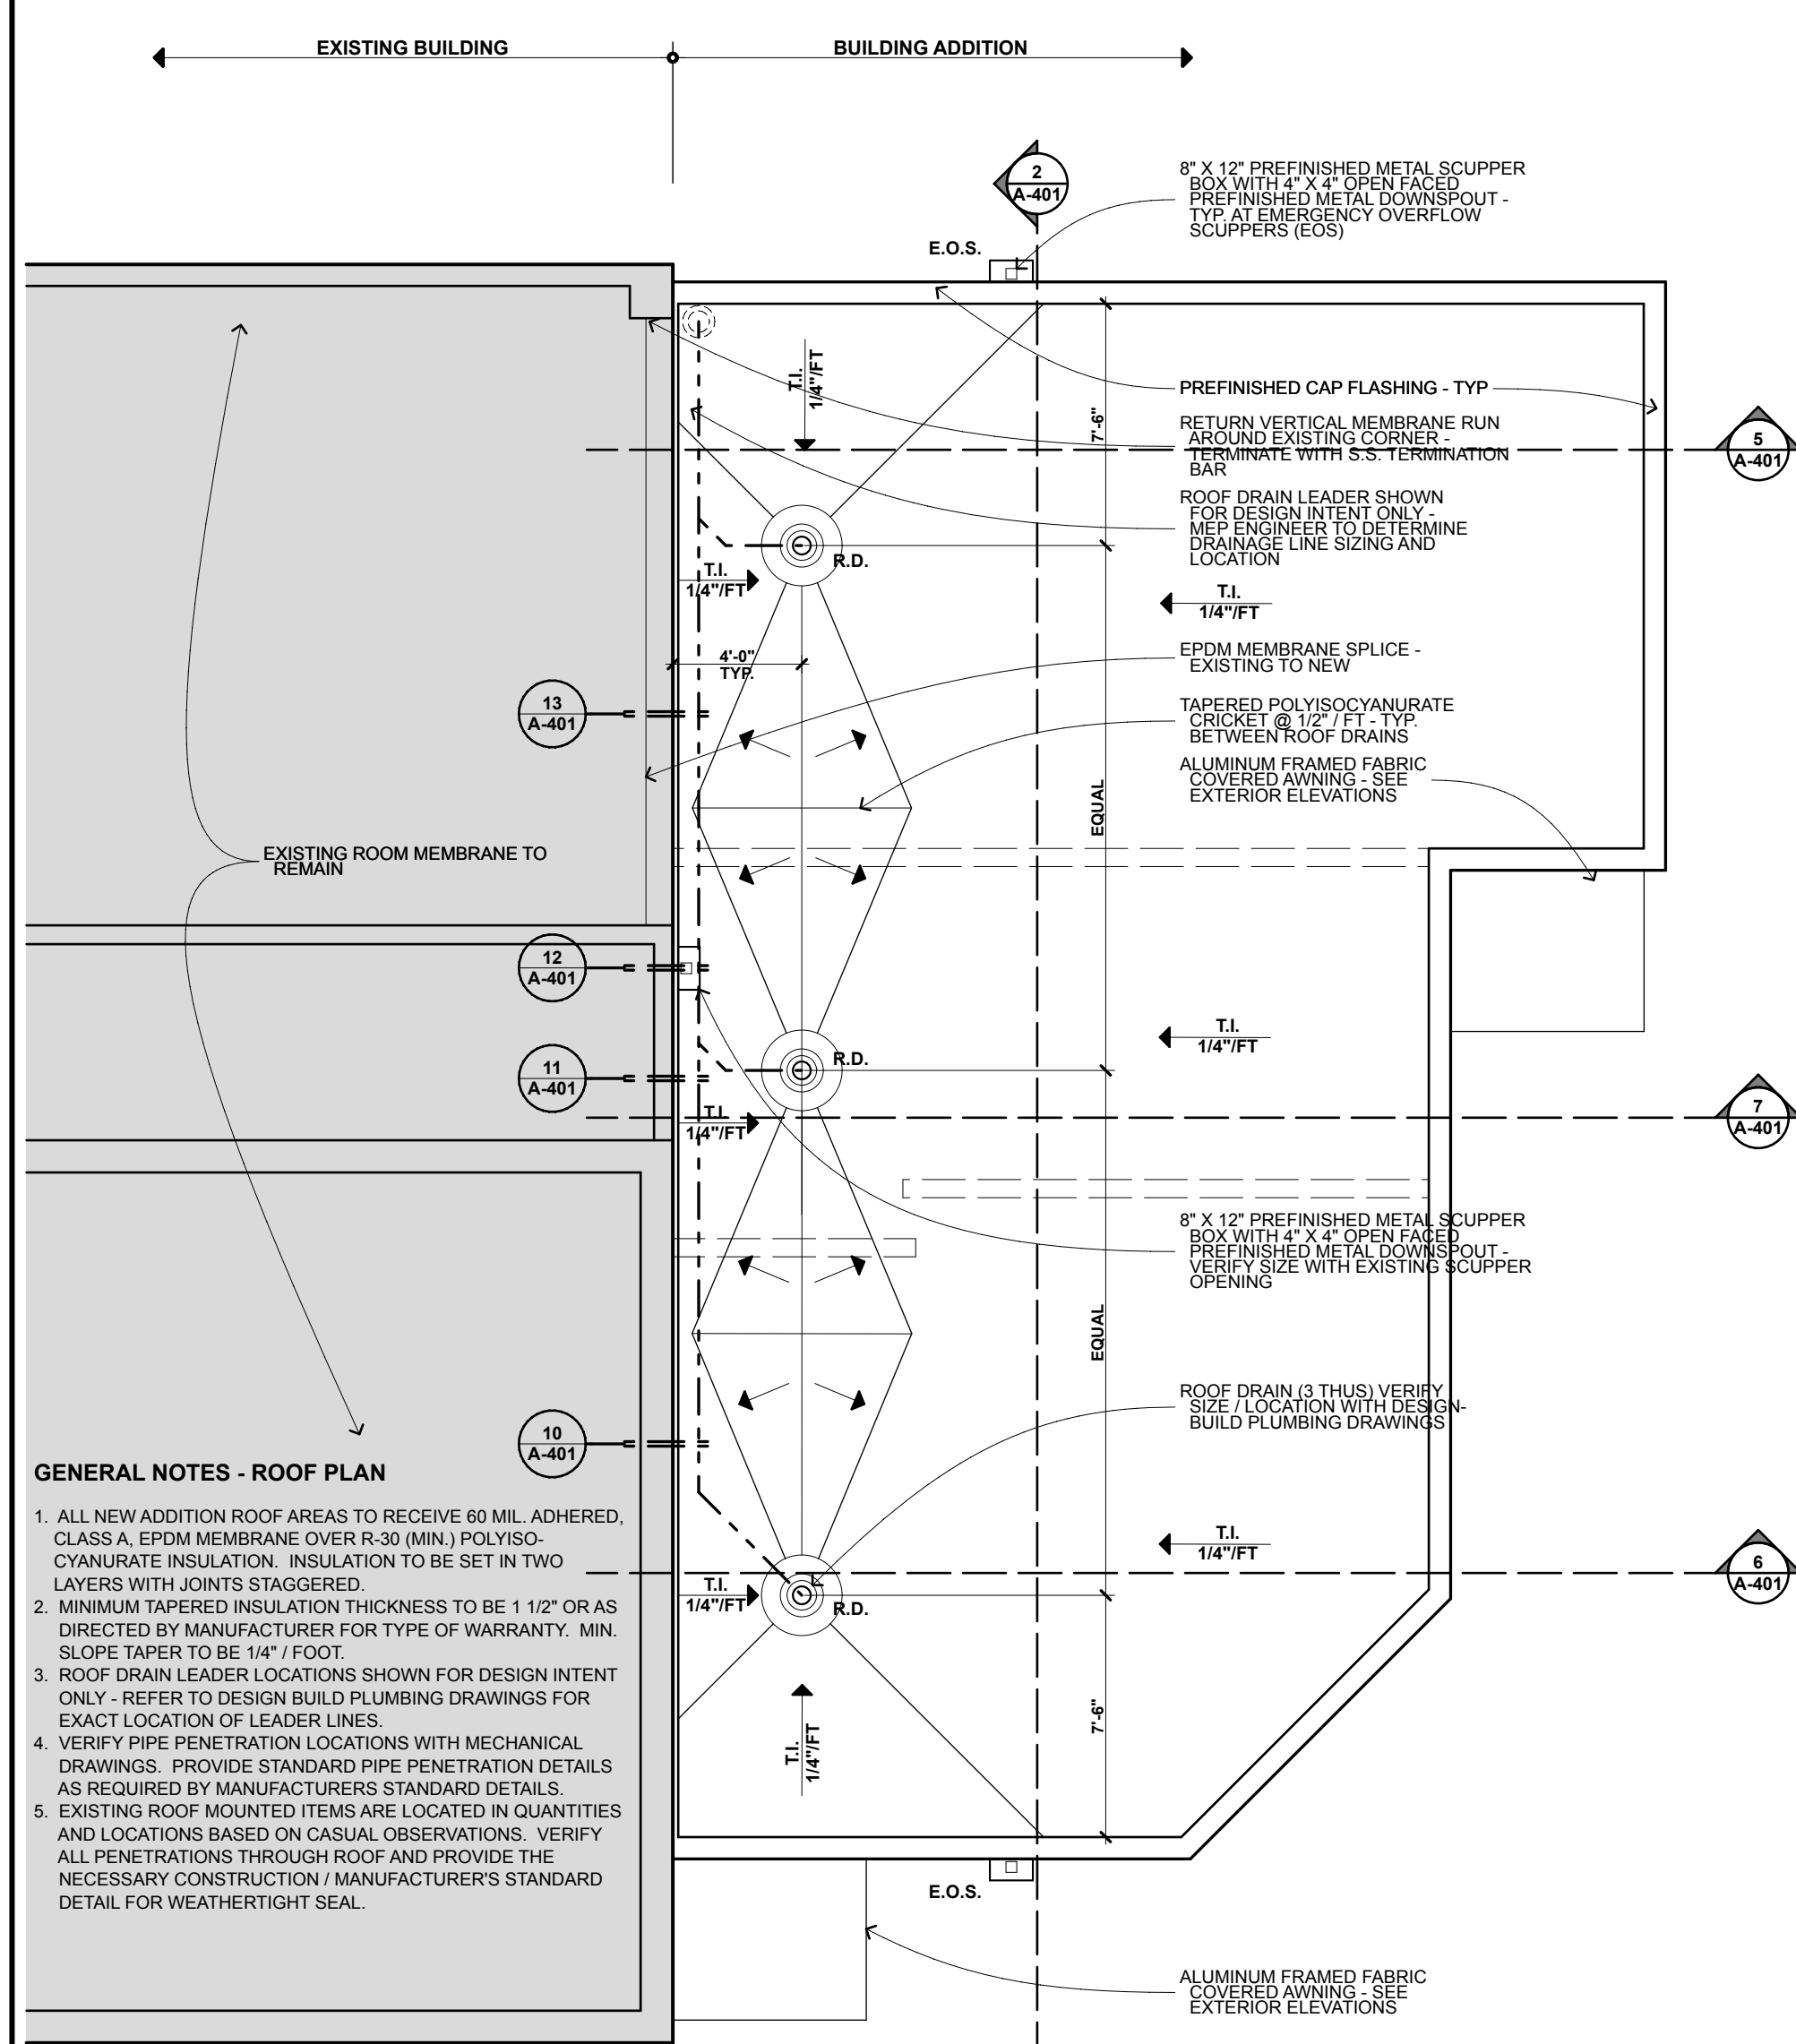 EXISTING BUILDING
BUILDING ADDITION
2
A-401
8" X 12" PREFINISHED METAL SCUPPER
BOX WITH 4" X 4" OPEN FACED
PREFINISHED METAL DOWNSPOUT -
TYP. AT EMERGENCY OVERFLOW
SCUPPERS (EOS)
E.O.S.
T.I.
1/4"/FT
7'-6"
PREFINISHED CAP FLASHING - TYP
RETURN VERTICAL MEMBRANE RUN
AROUND EXISTING CORNER -
TERMINATE WITH S.S. TERMINATION
BAR
5
A-401
ROOF DRAIN LEADER SHOWN
FOR DESIGN INTENT ONLY -
MEP ENGINEER TO DETERMINE
DRAINAGE LINE SIZING AND
LOCATION
R.D.
T.I.
1/4"/FT
T.I.
1/4"/FT
4'-0"
TYP.
EPDM MEMBRANE SPLICE -
EXISTING TO NEW
13
A-401
TAPERED POLYISOCYANURATE
CRICKET @ 1/2" / FT - TYP.
BETWEEN ROOF DRAINS
ALUMINUM FRAMED FABRIC
COVERED AWNING - SEE
EXTERIOR ELEVATIONS
EQUAL
EXISTING ROOM MEMBRANE TO
REMAIN
12
A-401
T.I.
1/4"/FT
R.D.
11
A-401
T.I.
1/4"/FT
7
A-401
8" X 12" PREFINISHED METAL SCUPPER
BOX WITH 4" X 4" OPEN FACED
PREFINISHED METAL DOWNSPOUT -
VERIFY SIZE WITH EXISTING SCUPPER
OPENING
EQUAL
ROOF DRAIN (3 THUS) VERIFY
SIZE / LOCATION WITH DESIGN-
BUILD PLUMBING DRAWINGS
10
A-401
T.I.
1/4"/FT
6
A-401
T.I.
1/4"/FT
R.D.
7'-6"
T.I.
1/4"/FT
GENERAL NOTES - ROOF PLAN
1. ALL NEW ADDITION ROOF AREAS TO RECEIVE 60 MIL. ADHERED,
CLASS A, EPDM MEMBRANE OVER R-30 (MIN.) POLYISO-
CYANURATE INSULATION. INSULATION TO BE SET IN TWO
LAYERS WITH JOINTS STAGGERED.
2. MINIMUM TAPERED INSULATION THICKNESS TO BE 1 1/2" OR AS
DIRECTED BY MANUFACTURER FOR TYPE OF WARRANTY. MIN.
SLOPE TAPER TO BE 1/4" / FOOT.
3. ROOF DRAIN LEADER LOCATIONS SHOWN FOR DESIGN INTENT
ONLY - REFER TO DESIGN BUILD PLUMBING DRAWINGS FOR
EXACT LOCATION OF LEADER LINES.
4. VERIFY PIPE PENETRATION LOCATIONS WITH MECHANICAL
DRAWINGS. PROVIDE STANDARD PIPE PENETRATION DETAILS
AS REQUIRED BY MANUFACTURERS STANDARD DETAILS.
5. EXISTING ROOF MOUNTED ITEMS ARE LOCATED IN QUANTITIES
AND LOCATIONS BASED ON CASUAL OBSERVATIONS. VERIFY
ALL PENETRATIONS THROUGH ROOF AND PROVIDE THE
NECESSARY CONSTRUCTION / MANUFACTURER'S STANDARD
DETAIL FOR WEATHERTIGHT SEAL.
E.O.S.
ALUMINUM FRAMED FABRIC
COVERED AWNING - SEE
EXTERIOR ELEVATIONS